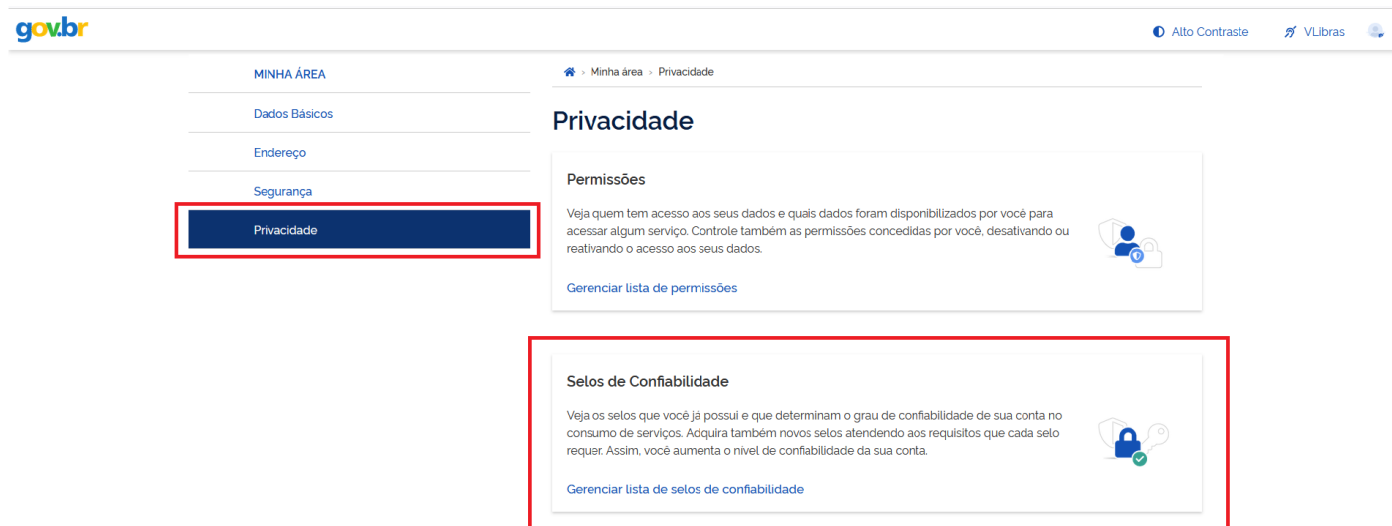 gov.br
Alto Contraste
VLibras
MINHA ÁREA
Dados Básicos
Endereço
Segurança
Privacidade
Minha área > Privacidade
Privacidade
Permissões
Veja quem tem acesso aos seus dados e quais dados foram disponibilizados por você para
acessar algum serviço. Controle também as permissões concedidas por você, desativando ou
reativando o acesso aos seus dados.
Gerenciar lista de permissões
Selos de Confiabilidade
Veja os selos que você já possui e que determinam o grau de confiabilidade de sua conta no
consumo de serviços. Adquira também novos selos atendendo aos requisitos que cada selo
requer. Assim, você aumenta o nível de confiabilidade da sua conta.
Gerenciar lista de selos de confiabilidade